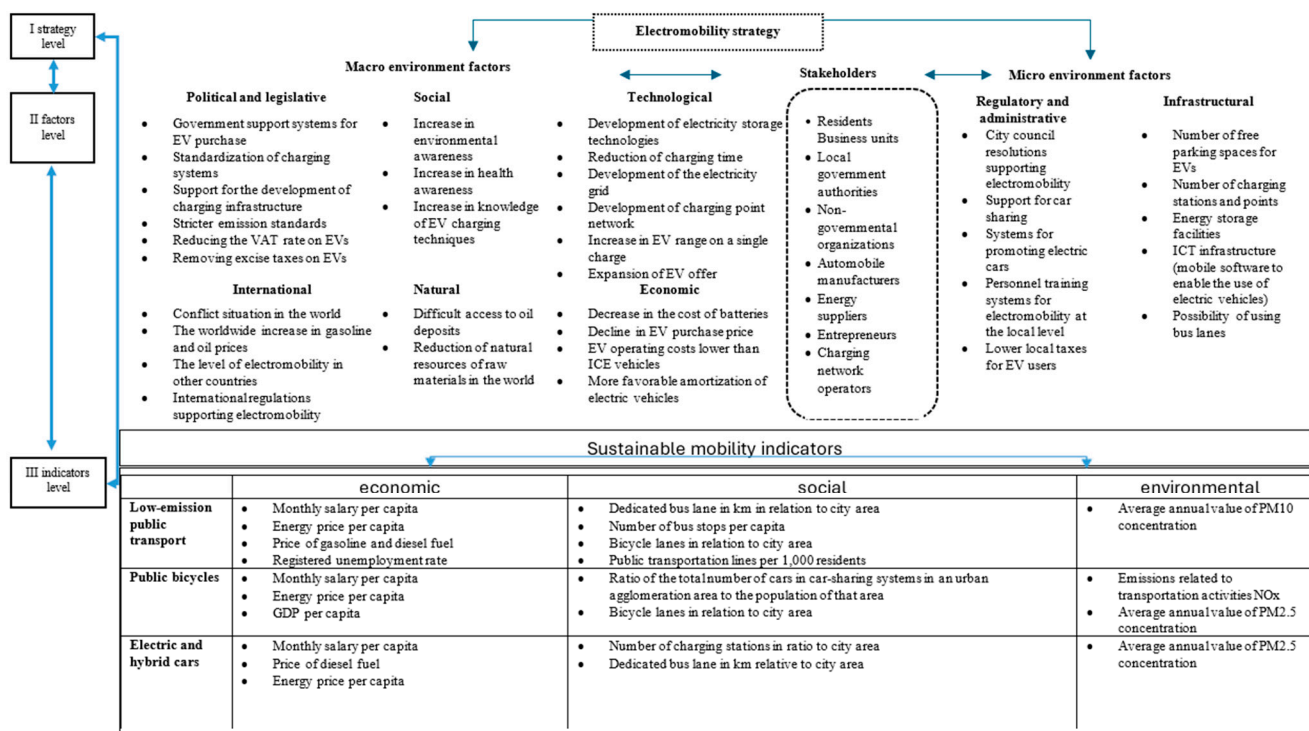 I strategy
level
II factors
level
III indicators
level
Electromobility strategy
Macro environment factors
Stakeholders
Micro environment factors
Political and legislative
• Government support systems for
EV purchase
• Standardization of charging
systems
• Support for the development of
charging infrastructure
• Stricter emission standards
• Reducing the VAT rate on EVs
• Removing excise taxes on EVs
Social
• Increase in
environmental
awareness
• Increase in health
awareness
• Increase in knowledge
of EV charging
techniques
Technological
• Development of electricity storage
technologies
• Reduction of charging time
• Development of the electricity
grid
• Development of charging point
network
• Increase in EV range on a single
charge
• Expansion of EV offer
International
• Conflict situation in the world
• The worldwide increase in gasoline
and oil prices
• The level of electromobility in
other countries
• International regulations
supporting electromobility
Natural
• Difficult access to oil
deposits
• Reduction of natural
resources of raw
materials in the world
Economic
• Decrease in the cost of batteries
• Decline in EV purchase price
• EV operating costs lower than
ICE vehicles
• More favorable amortization of
electric vehicles
• Residents
Business units
• Local
government
authorities
• Non-
governmental
organizations
• Automobile
manufacturers
• Energy
suppliers
• Entrepreneurs
• Charging
network
operators
Regulatory and
administrative
• City council
resolutions
supporting
electromobility
• Support for car
sharing
• Systems for
promoting electric
cars
• Personnel training
systems for
electromobility at
the local level
• Lower local taxes
for EV users
Infrastructural
• Number of free
parking spaces for
EVs
• Number of charging
stations and points
• Energy storage
facilities
• ICT infrastructure
(mobile software to
enable the use of
electric vehicles)
• Possibility of using
bus lanes
Sustainable mobility indicators
economic
social
environmental
Low-emission
public
transport
• Monthly salary per capita
• Energy price per capita
• Price of gasoline and diesel fuel
• Registered unemployment rate
• Dedicated bus lane in km in relation to city area
• Number of bus stops per capita
• Bicycle lanes in relation to city area
• Public transportation lines per 1,000 residents
• Average annual value of PM10
concentration
Public bicycles
• Monthly salary per capita
• Energy price per capita
• GDP per capita
• Ratio of the total number of cars in car-sharing systems in an urban
agglomeration area to the population of that area
• Bicycle lanes in relation to city area
• Emissions related to
transportation activities NOx
• Average annual value of PM2.5
concentration
Electric and
hybrid cars
• Monthly salary per capita
• Price of diesel fuel
• Energy price per capita
• Number of charging stations in ratio to city area
• Dedicated bus lane in km relative to city area
• Average annual value of PM2.5
concentration